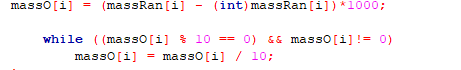 massO[i] = (massRan[i] - (int)massRan[i])*1000;
while ((massO[i] % 10 == 0) && massO[i]!= 0)
massO[i] = massO[i] / 10;